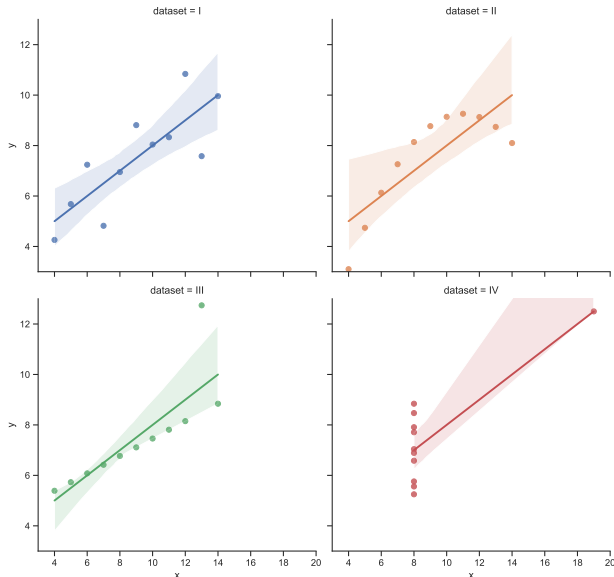 dataset = I
dataset = II
12
10
8
6
4
y
dataset = III
dataset = IV
12
10
8
6
4
y
4 6 8 10 12 14 16 18 20
4 6 8 10 12 14 16 18 20
x
x